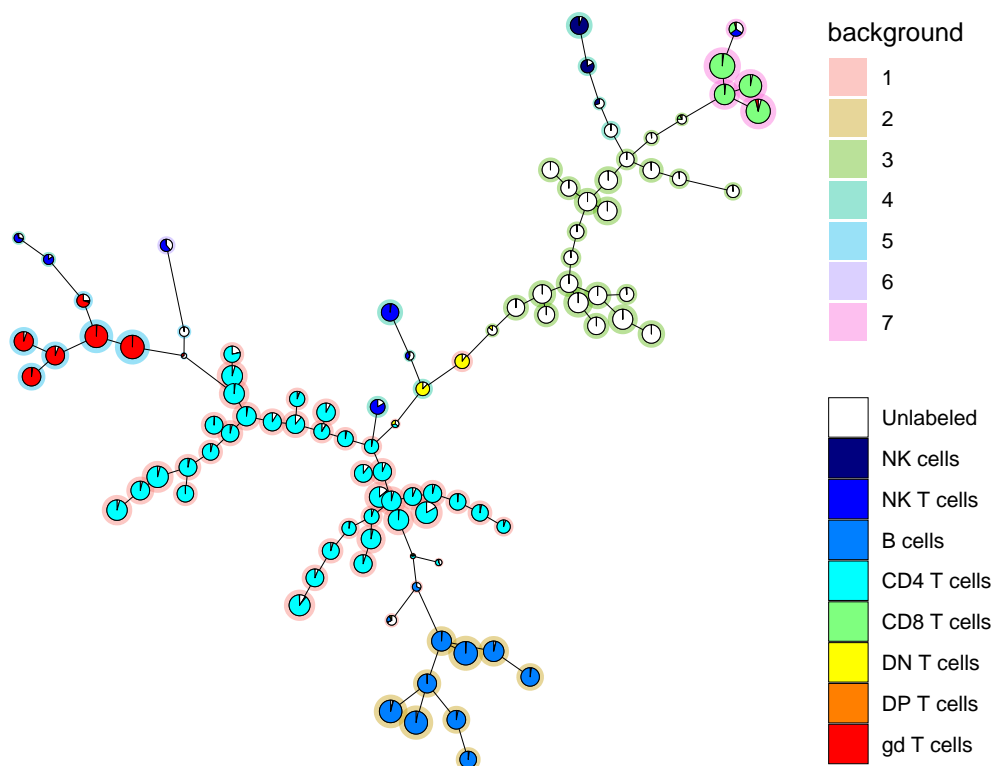 background
1
2
3
4
5
6
7
Unlabeled
NK cells
NK T cells
B cells
CD4 T cells
CD8 T cells
DN T cells
DP T cells
gd T cells